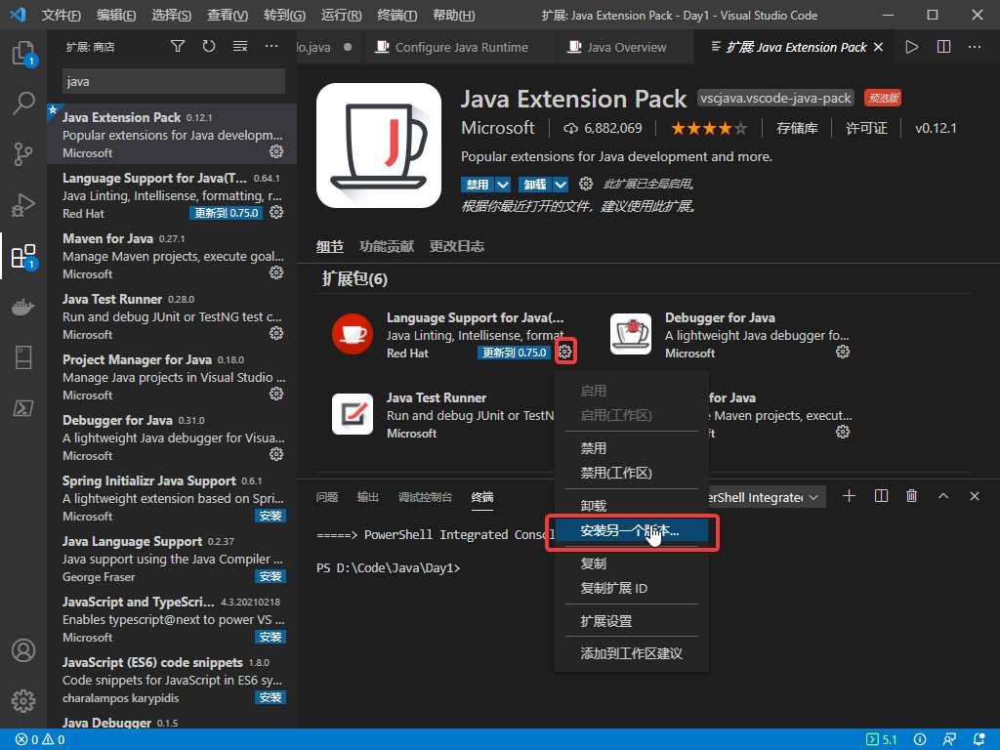 文件(F) 编辑(E) 选择(S) 查看(V) 转到(G) 运行(R) 终端(T) 帮助(H) 扩展: Java Extension Pack - Day1 - Visual Studio Code
扩展: 商店
lo.java Configure Java Runtime Java Overview 扩展 Java Extension Pack
java
1
Java Extension Pack 0.12.1
Popular extensions for Java developm...
Microsoft
Language Support for Java(T... 0.64.1
Java Linting, Intellisense, formatting, r...
Red Hat 更新到 0.75.0
1
Maven for Java 0.27.1
Manage Maven projects, execute goal...
Microsoft
Java Test Runner 0.28.0
Run and debug JUnit or TestNG test c...
Microsoft
Project Manager for Java 0.18.0
Manage Java projects in Visual Studio ...
Microsoft
Debugger for Java 0.31.0
A lightweight Java debugger for Visua...
Microsoft
Spring Initializr Java Support 0.6.1
A lightweight extension based on Spri...
Microsoft 安装
Java Language Support 0.2.37
Java support using the Java Compiler ...
George Fraser 安装
JavaScript and TypeScri... 4.3.20210218
Enables typescript@next to power VS ...
Microsoft 安装
JavaScript (ES6) code snippets 1.8.0
Code snippets for JavaScript in ES6 sy...
charalampos karypidis 安装
Java Debugger 0.1.5
Java Extension Pack vscjava.vscode-java-pack 预览版
Microsoft 6,882,069 存储库 许可证 v0.12.1
Popular extensions for Java development and more.
禁用 卸载 此扩展已全局启用。
根据你最近打开的文件，建议使用此扩展。
细节 功能贡献 更改日志
扩展包(6)
Language Support for Java(...
Java Linting, Intellisense, format
Red Hat 更新到 0.75.0
Debugger for Java
A lightweight Java debugger fo...
Microsoft
Java Test Runner
Run and debug JUnit or TestN
Microsoft
for Java
e Maven projects, execut...
ft
启用
启用(工作区)
禁用
禁用(工作区)
卸载
安装另一个版本...
复制
复制扩展 ID
扩展设置
添加到工作区建议
问题 输出 调试控制台 终端 erShell Integrated
=====> PowerShell Integrated Consol
PS D:\Code\Java\Day1>
0 0 5.1